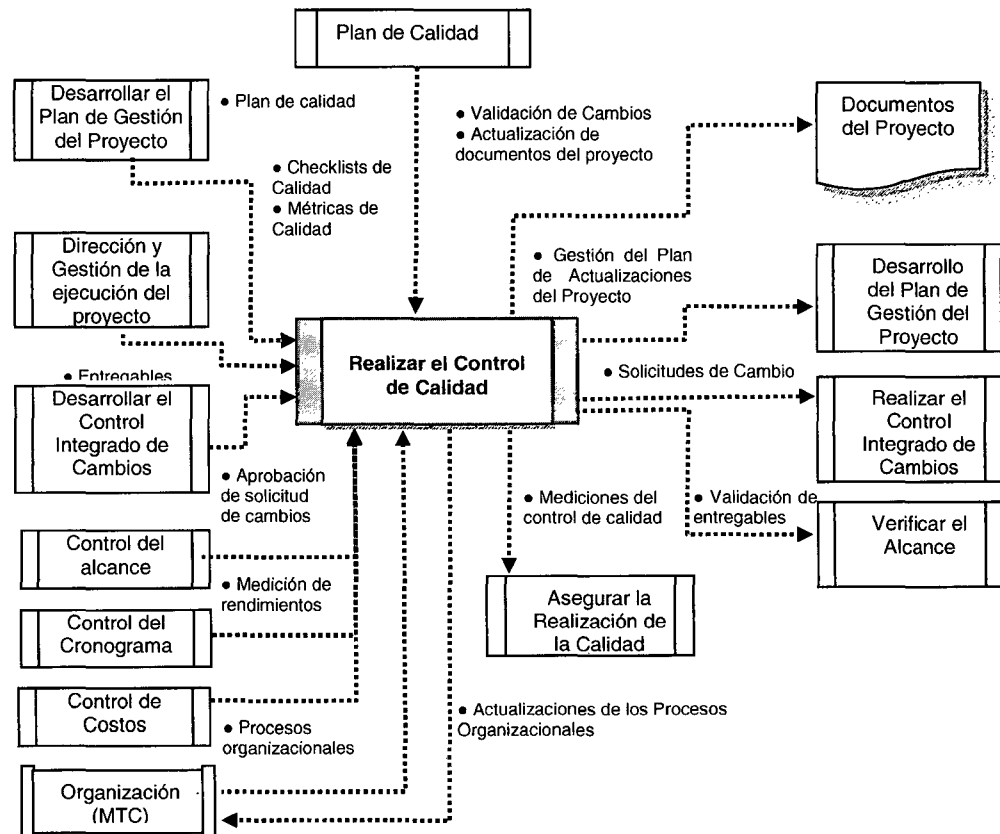 Plan de Calidad
Desarrollar el
Plan de Gestión
del Proyecto
• Plan de calidad
• Checklists de
Calidad
• Métricas de
Calidad
• Validación de Cambios
• Actualización de
documentos del proyecto
Documentos
del Proyecto
Dirección y
Gestión de la
ejecución del
proyecto
• Entregables
• Gestión del Plan
de Actualizaciones
del Proyecto
Desarrollo
del Plan de
Gestión del
Proyecto
Realizar el Control
de Calidad
• Solicitudes de Cambio
Realizar el
Control
Integrado de
Cambios
Desarrollar el
Control
Integrado de
Cambios
• Aprobación
de solicitud
de cambios
• Mediciones del
control de calidad
• Validación de
entregables
Verificar el
Alcance
Control del
alcance
• Medición de
rendimientos
Asegurar la
Realización de
la Calidad
Control del
Cronograma
Control de
Costos
• Procesos
organizacionales
• Actualizaciones de los Procesos
Organizacionales
Organización
(MTC)